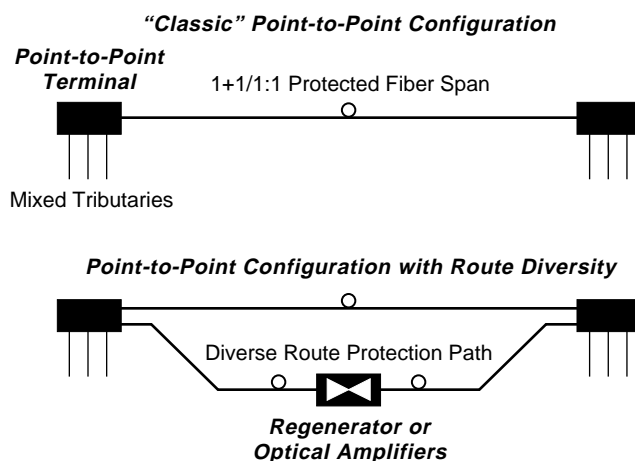 “Classic” Point-to-Point Configuration
Point-to-Point
Terminal
1+1/1:1 Protected Fiber Span
Mixed Tributaries
Point-to-Point Configuration with Route Diversity
Diverse Route Protection Path
Regenerator or
Optical Amplifiers